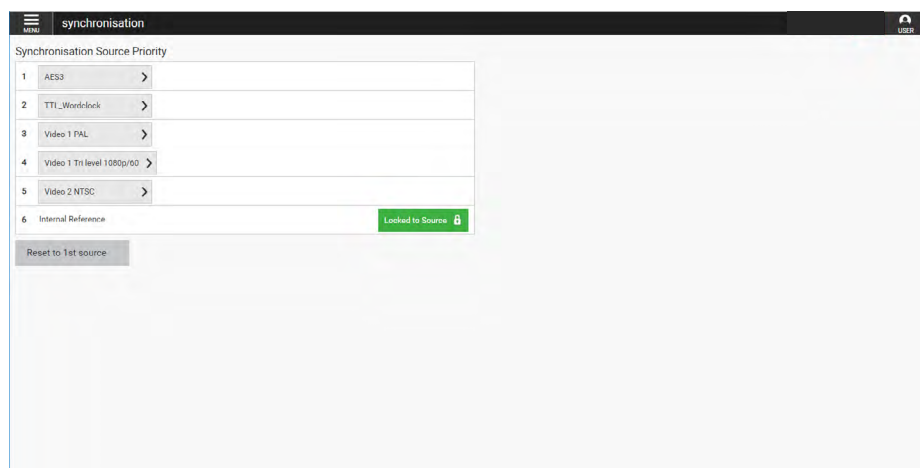 MENU
synchronisation
USER
Synchronisation Source Priority
1 AES3
2 TTL_Wordclock
3 Video 1 PAL
4 Video 1 Tri level 1080p/60
5 Video 2 NTSC
6 Internal Reference Locked to Source
Reset to 1st source